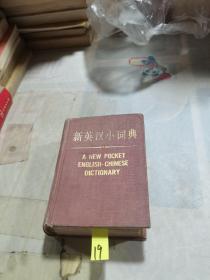 新英汉小词典
A NEW POCKET
ENGLISH-CHINESE
DICTIONARY
19